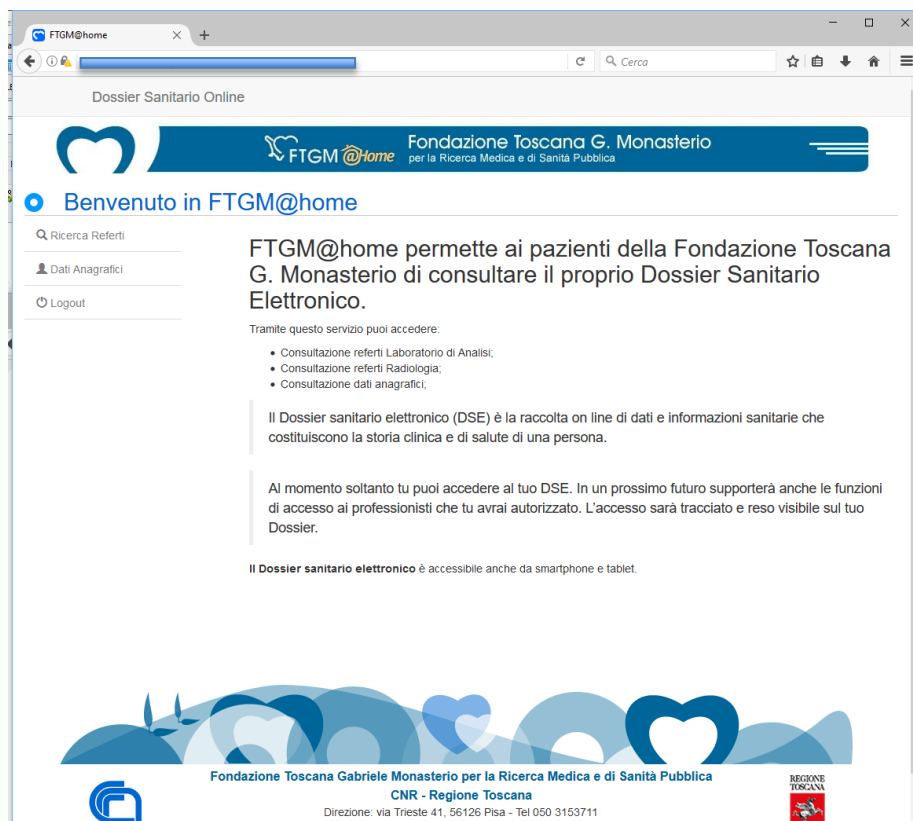 FTGM@home
Cerca
Dossier Sanitario Online
FTGM@Home
Fondazione Toscana G. Monasterio
per la Ricerca Medica e di Sanità Pubblica
Benvenuto in FTGM@home
Ricerca Referti
Dati Anagrafici
Logout
FTGM@home permette ai pazienti della Fondazione Toscana
G. Monasterio di consultare il proprio Dossier Sanitario
Elettronico.
Tramite questo servizio puoi accedere:
Consultazione referti Laboratorio di Analisi;
Consultazione referti Radiologia;
Consultazione dati anagrafici;
Il Dossier sanitario elettronico (DSE) è la raccolta on line di dati e informazioni sanitarie che
costituiscono la storia clinica e di salute di una persona.
Al momento soltanto tu puoi accedere al tuo DSE. In un prossimo futuro supporterà anche le funzioni
di accesso ai professionisti che tu avrai autorizzato. L'accesso sarà tracciato e reso visibile sul tuo
Dossier.
Il Dossier sanitario elettronico è accessibile anche da smartphone e tablet.
Fondazione Toscana Gabriele Monasterio per la Ricerca Medica e di Sanità Pubblica
CNR - Regione Toscana
Direzione: via Trieste 41, 56126 Pisa - Tel 050 3153711
REGIONE
TOSCANA